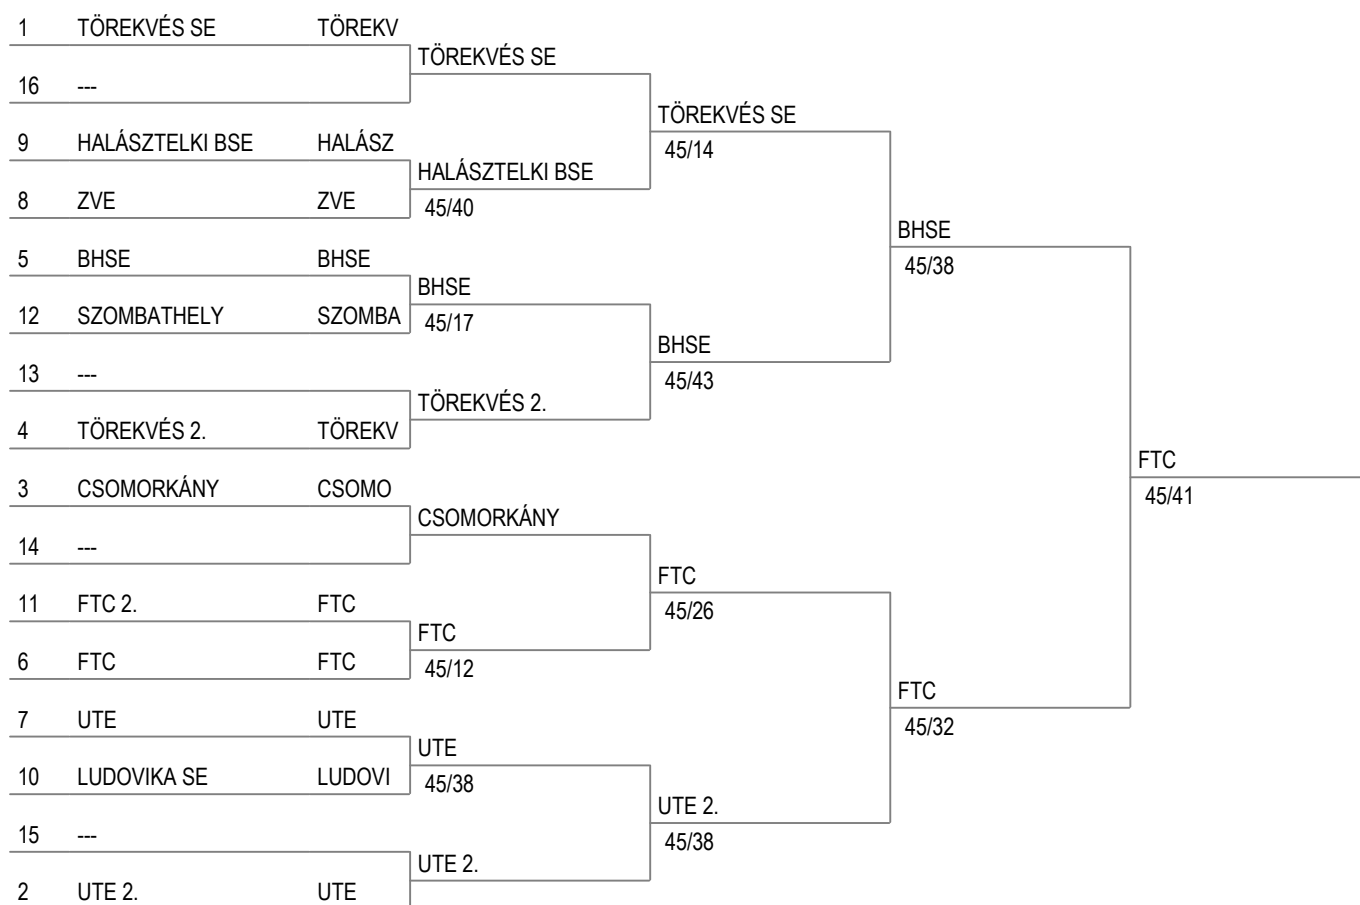 1 TÖREKVÉS SE TÖREKV
TÖREKVÉS SE
16 ---
TÖREKVÉS SE
45/14
9 HALÁSZTELKI BSE HALÁSZ
HALÁSZTELKI BSE
45/40
8 ZVE ZVE
BHSE
45/38
5 BHSE BHSE
BHSE
45/17
12 SZOMBATHELY SZOMBA
BHSE
45/43
13 ---
TÖREKVÉS 2.
4 TÖREKVÉS 2. TÖREKV
FTC
45/41
3 CSOMORKÁNY CSOMO
CSOMORKÁNY
14 ---
FTC
45/26
11 FTC 2. FTC
FTC
45/12
6 FTC FTC
FTC
45/32
7 UTE UTE
UTE
45/38
10 LUDOVIKA SE LUDOVI
UTE 2.
45/38
15 ---
UTE 2.
2 UTE 2. UTE